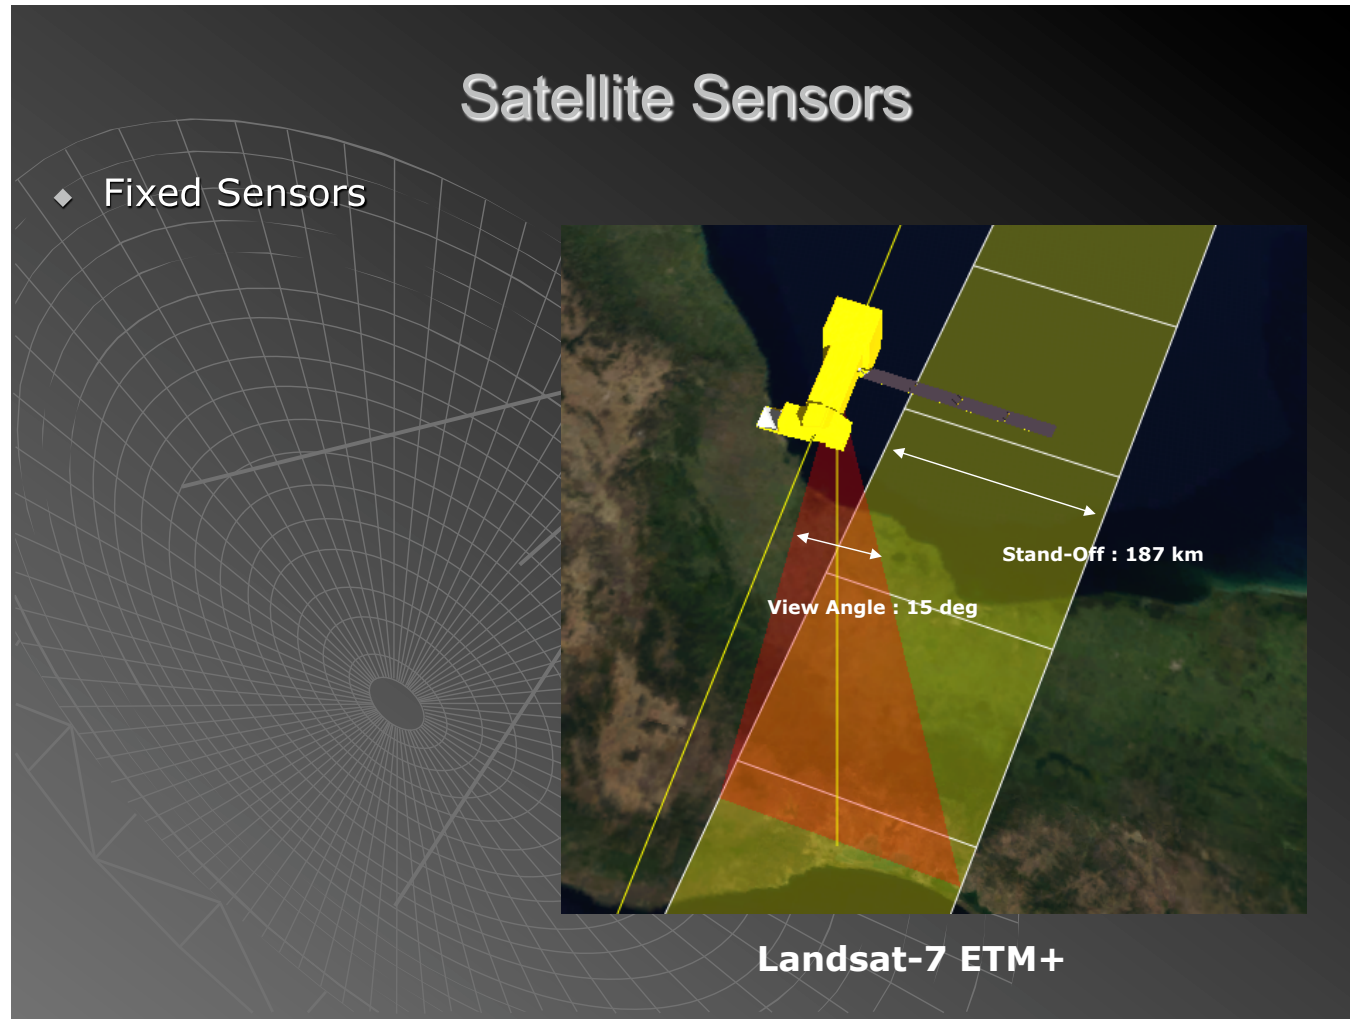 Satellite Sensors
Fixed Sensors
Stand-Off : 187 km
View Angle : 15 deg
Landsat-7 ETM+